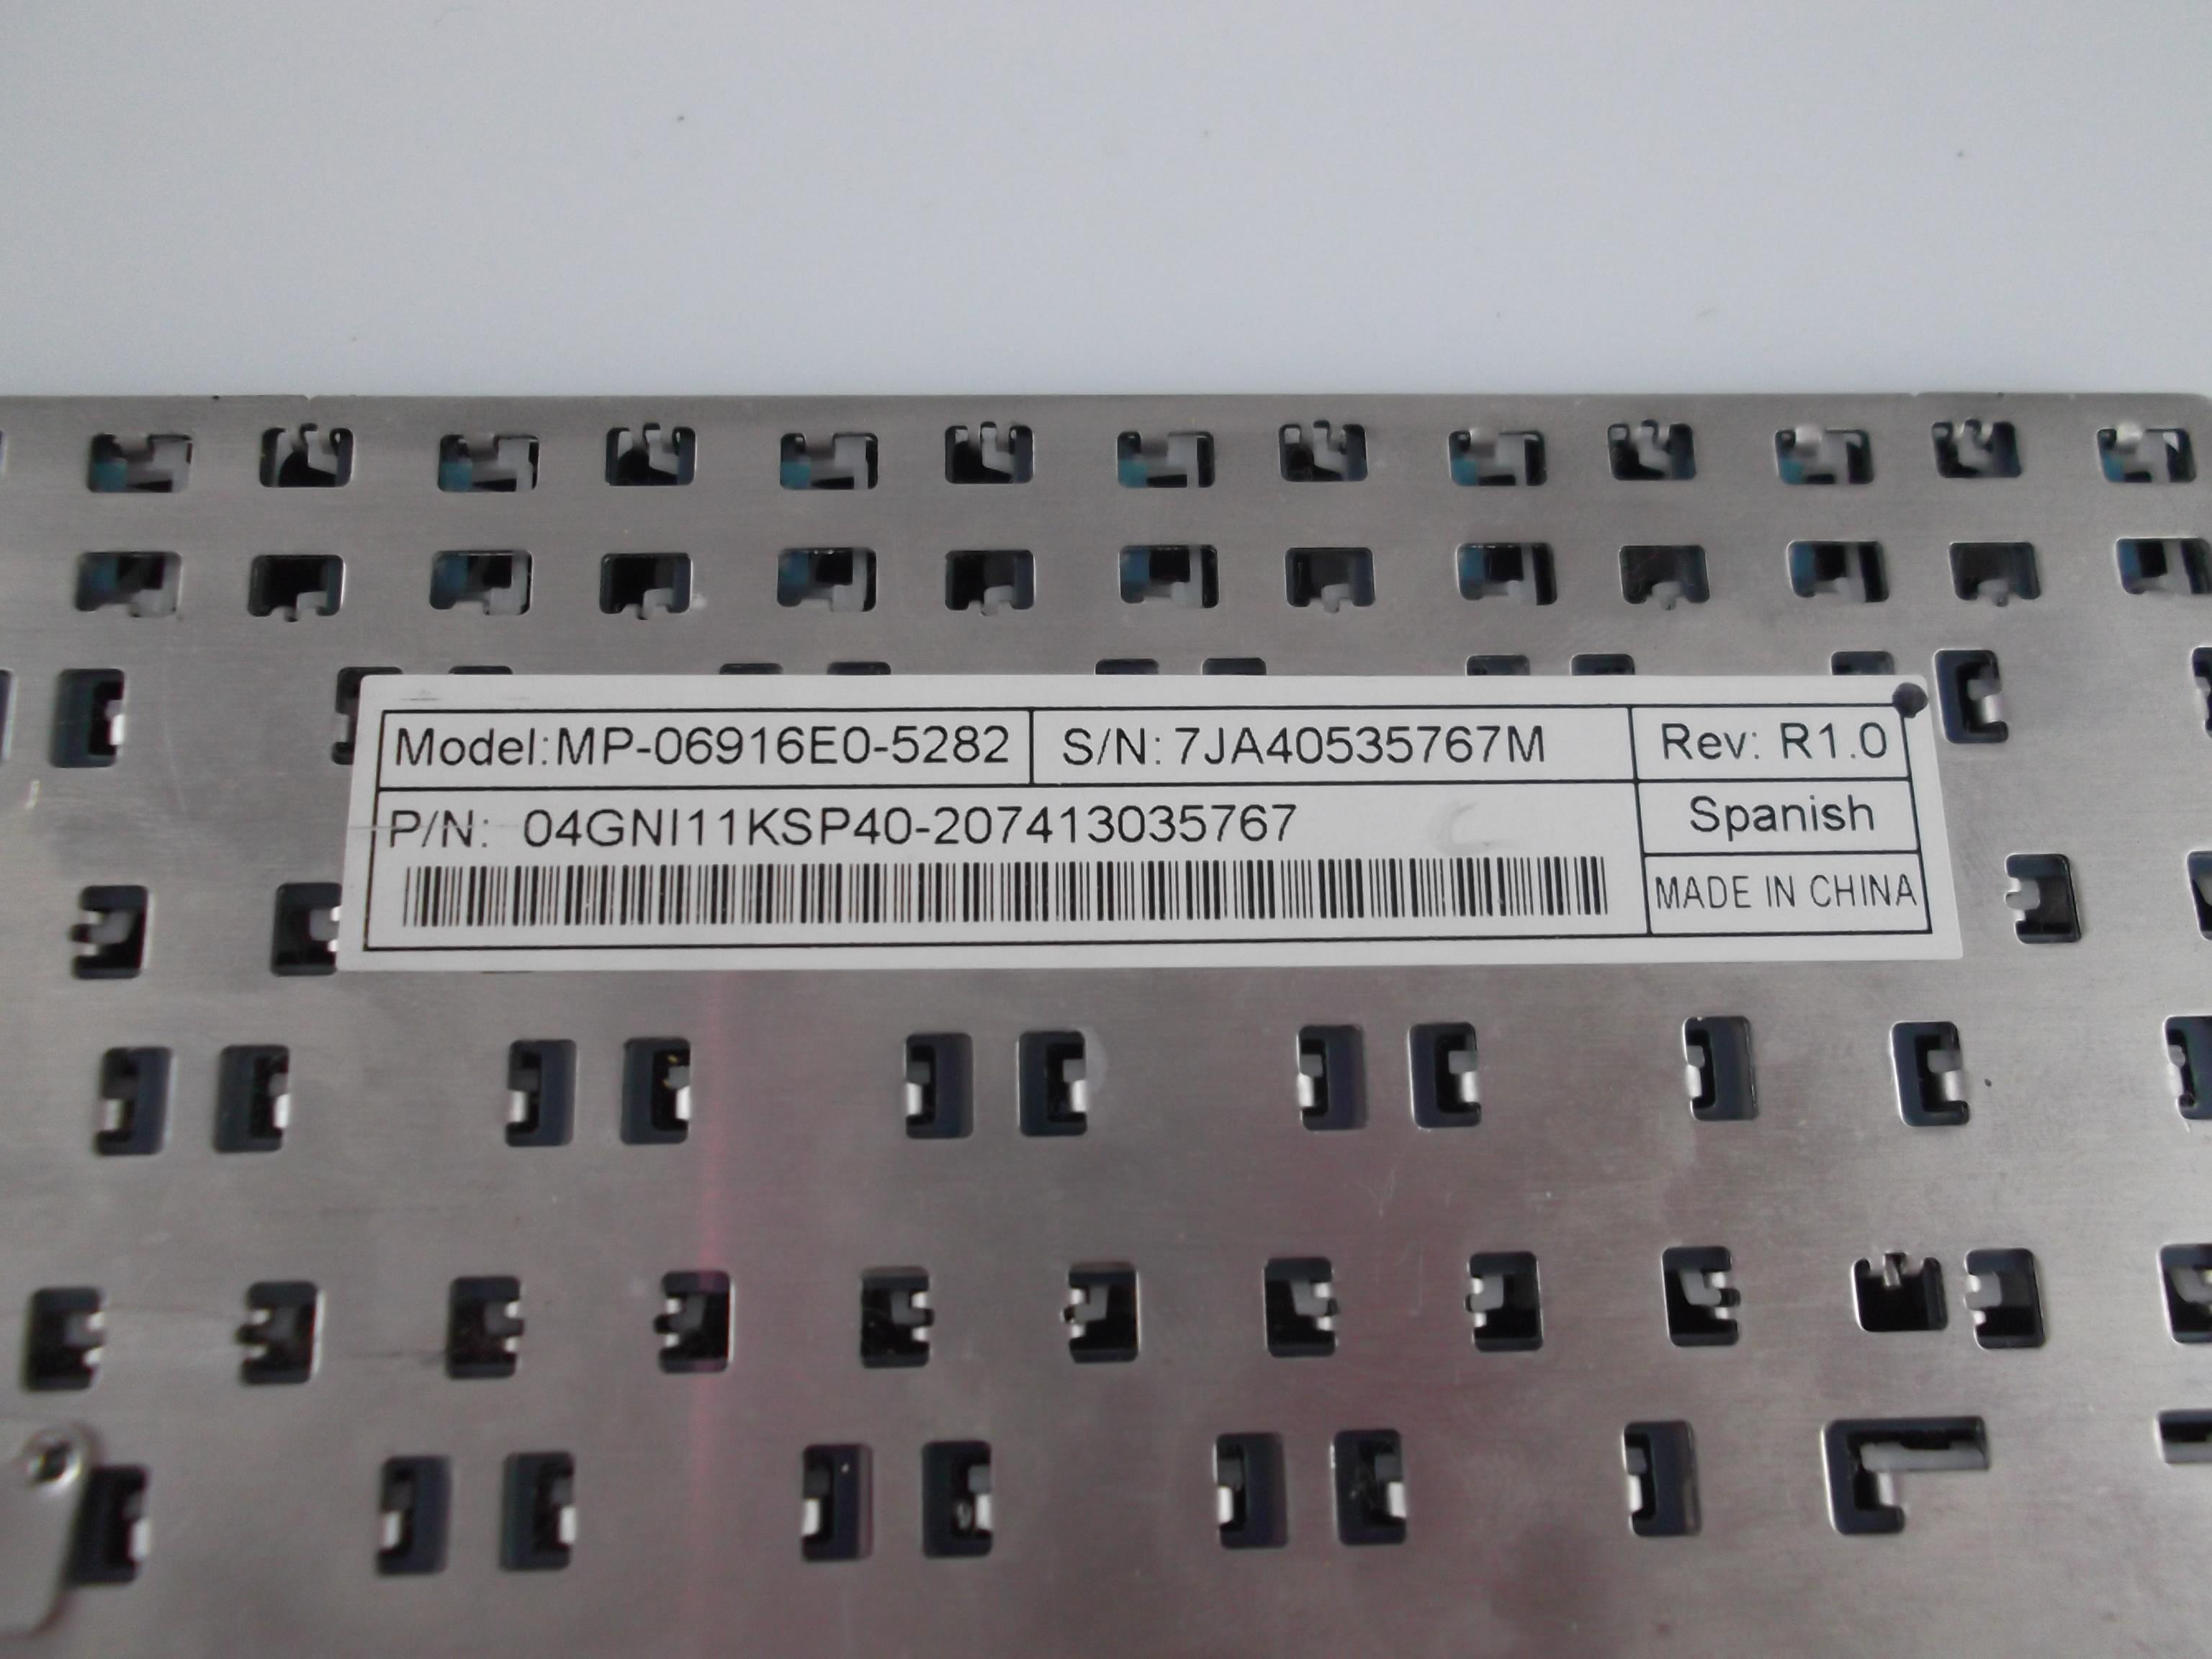 Model:MP-06916E0-5282 S/N: 7JA40535767M Rev: R1.0
P/N: 04GNI11KSP40-207413035767 Spanish
MADE IN CHINA